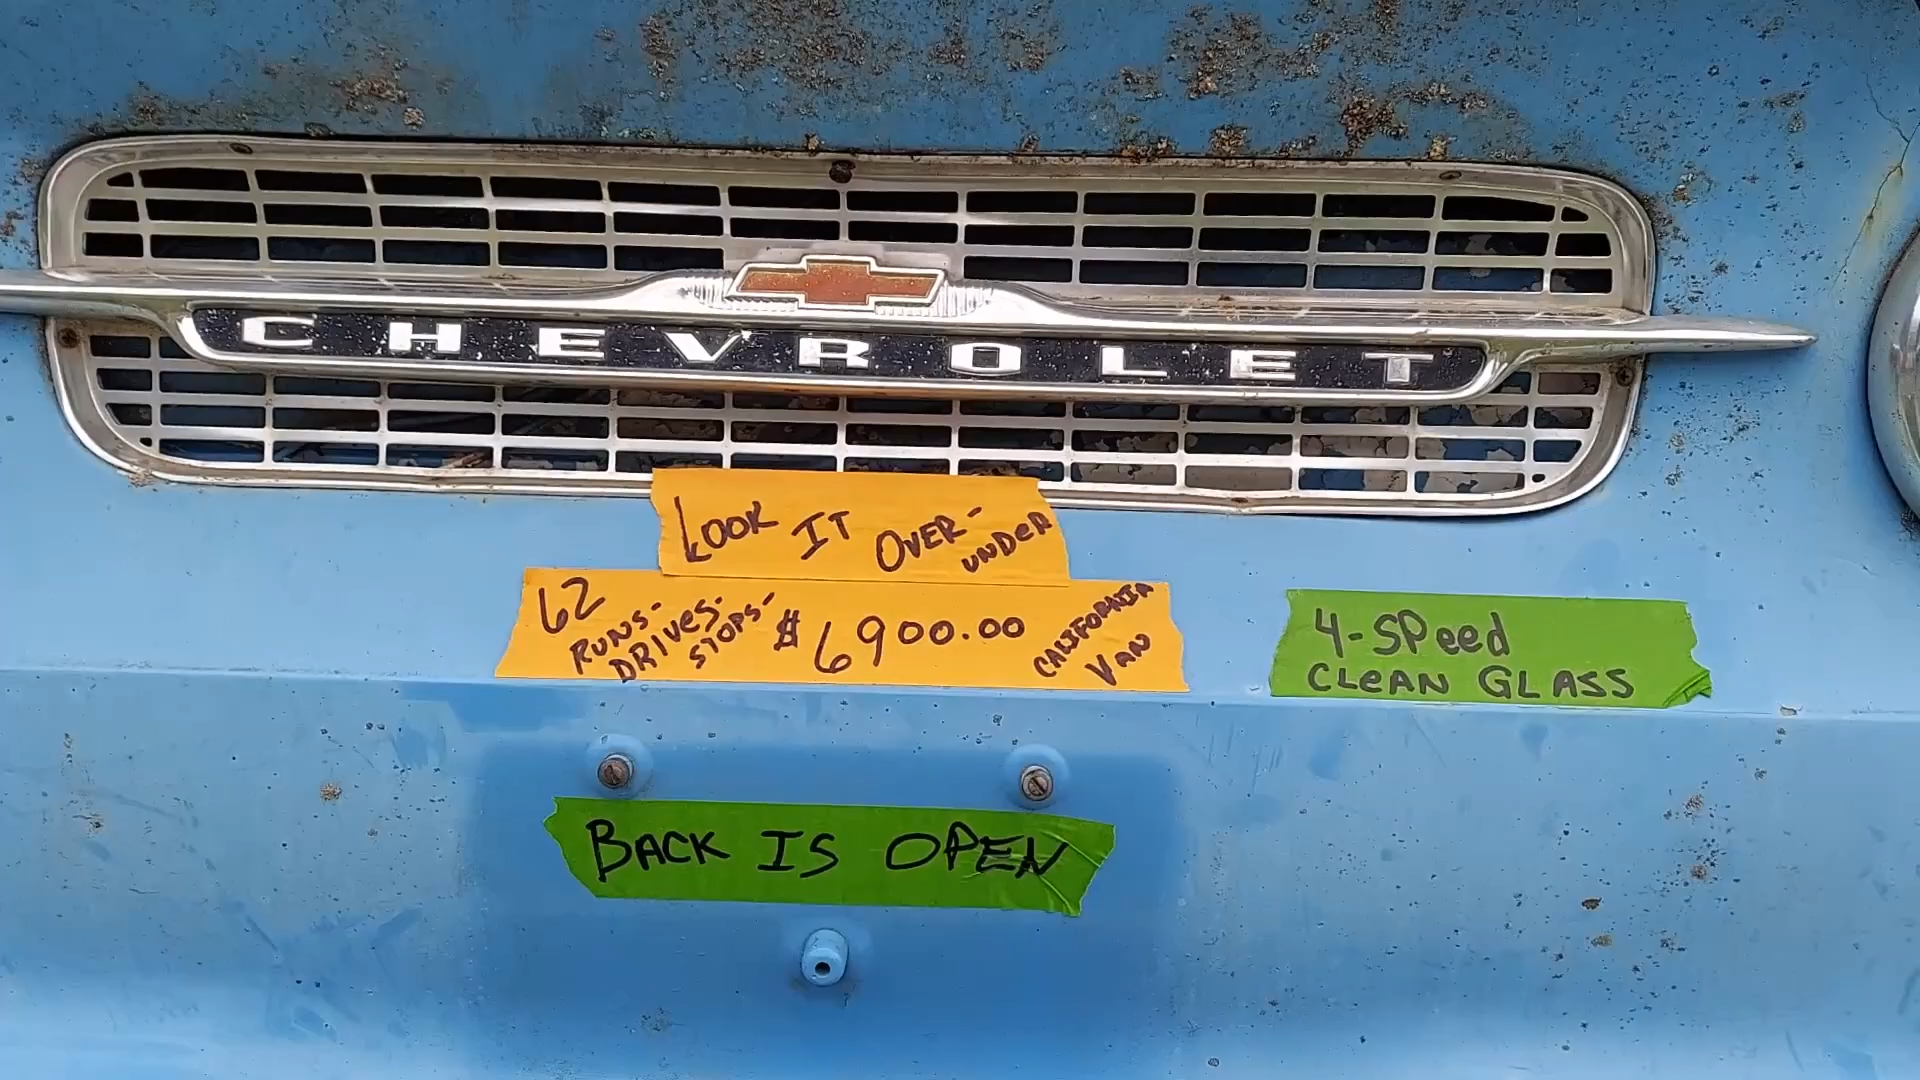 CHEVROLET
LOOK IT OVER-
UNDER
62
RUNS-
DRIVES-
STOPS-
$6900.00
CALIFORNIA
VAN
4-SPeed
CLeAN GLASS
BACK IS OPEN